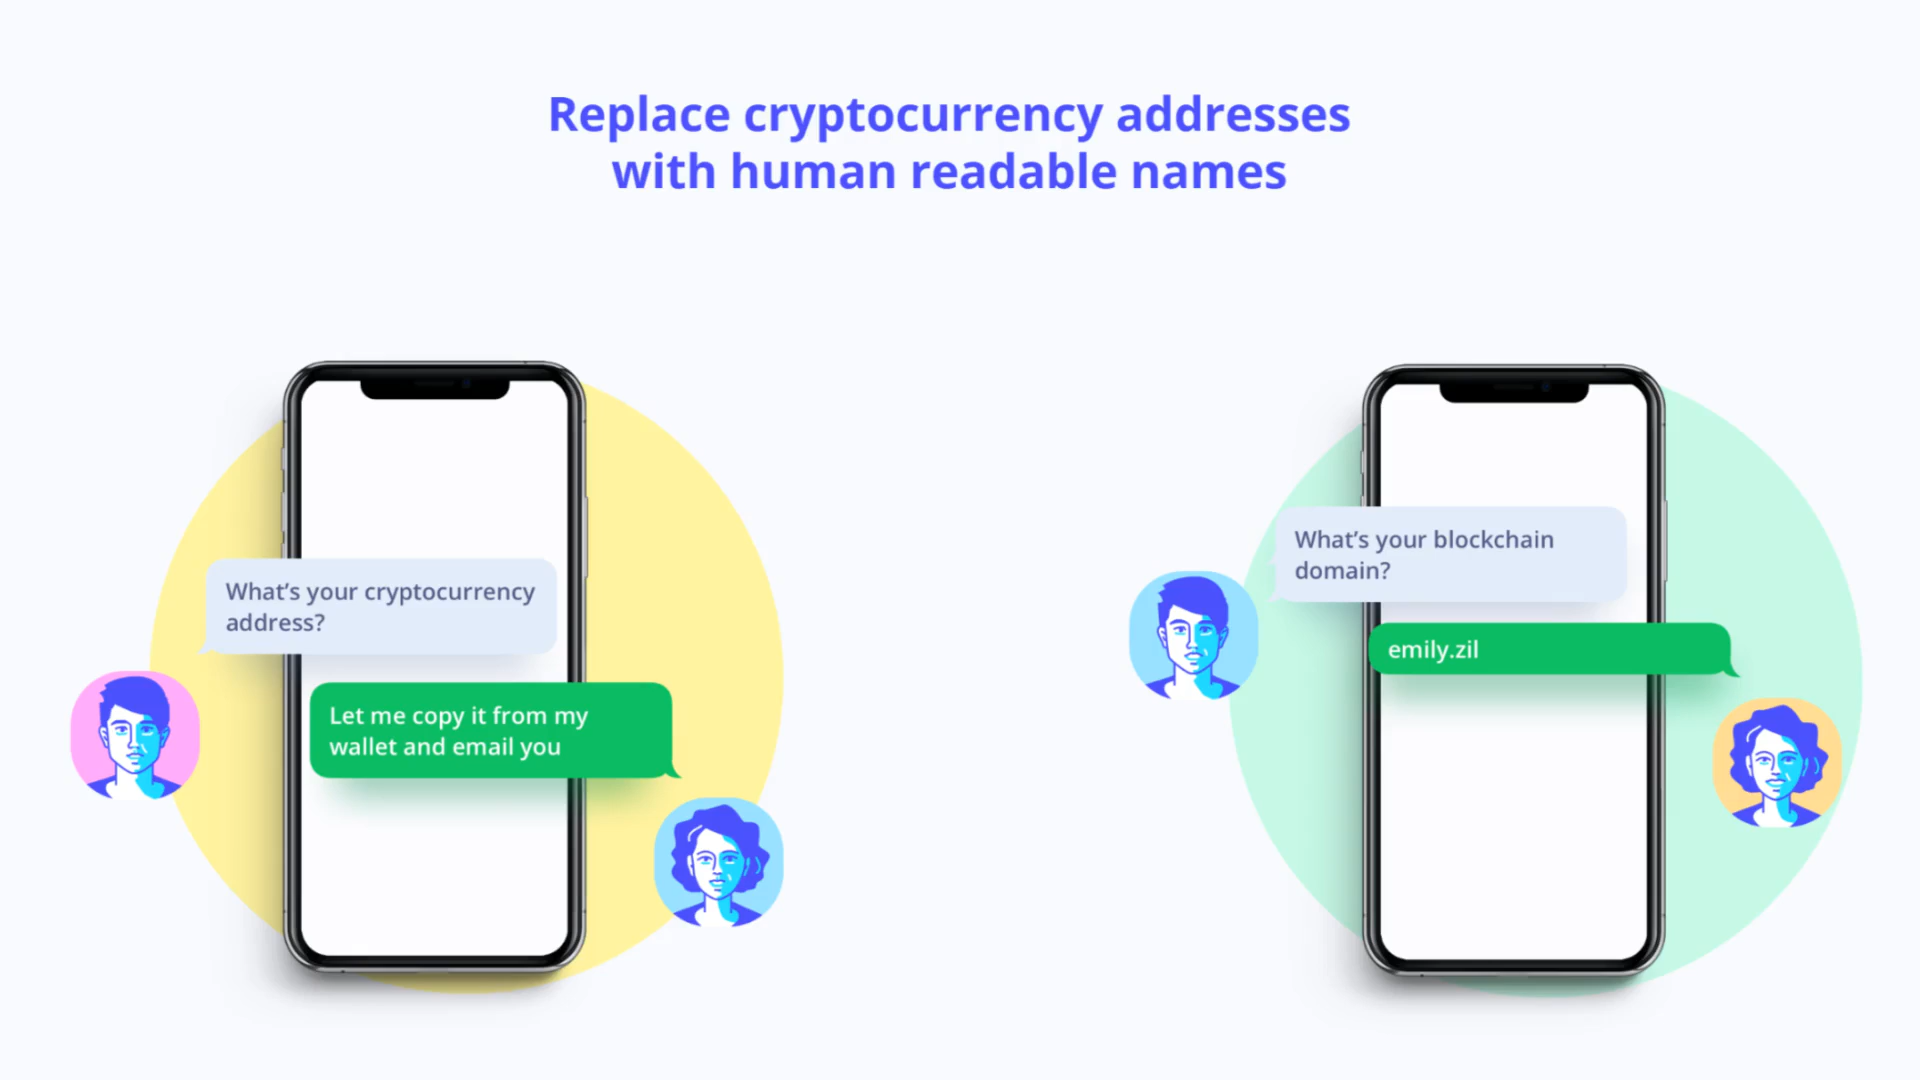 Replace cryptocurrency addresses
with human readable names
What’s your cryptocurrency
address?
Let me copy it from my
wallet and email you
What’s your blockchain
domain?
emily.zil